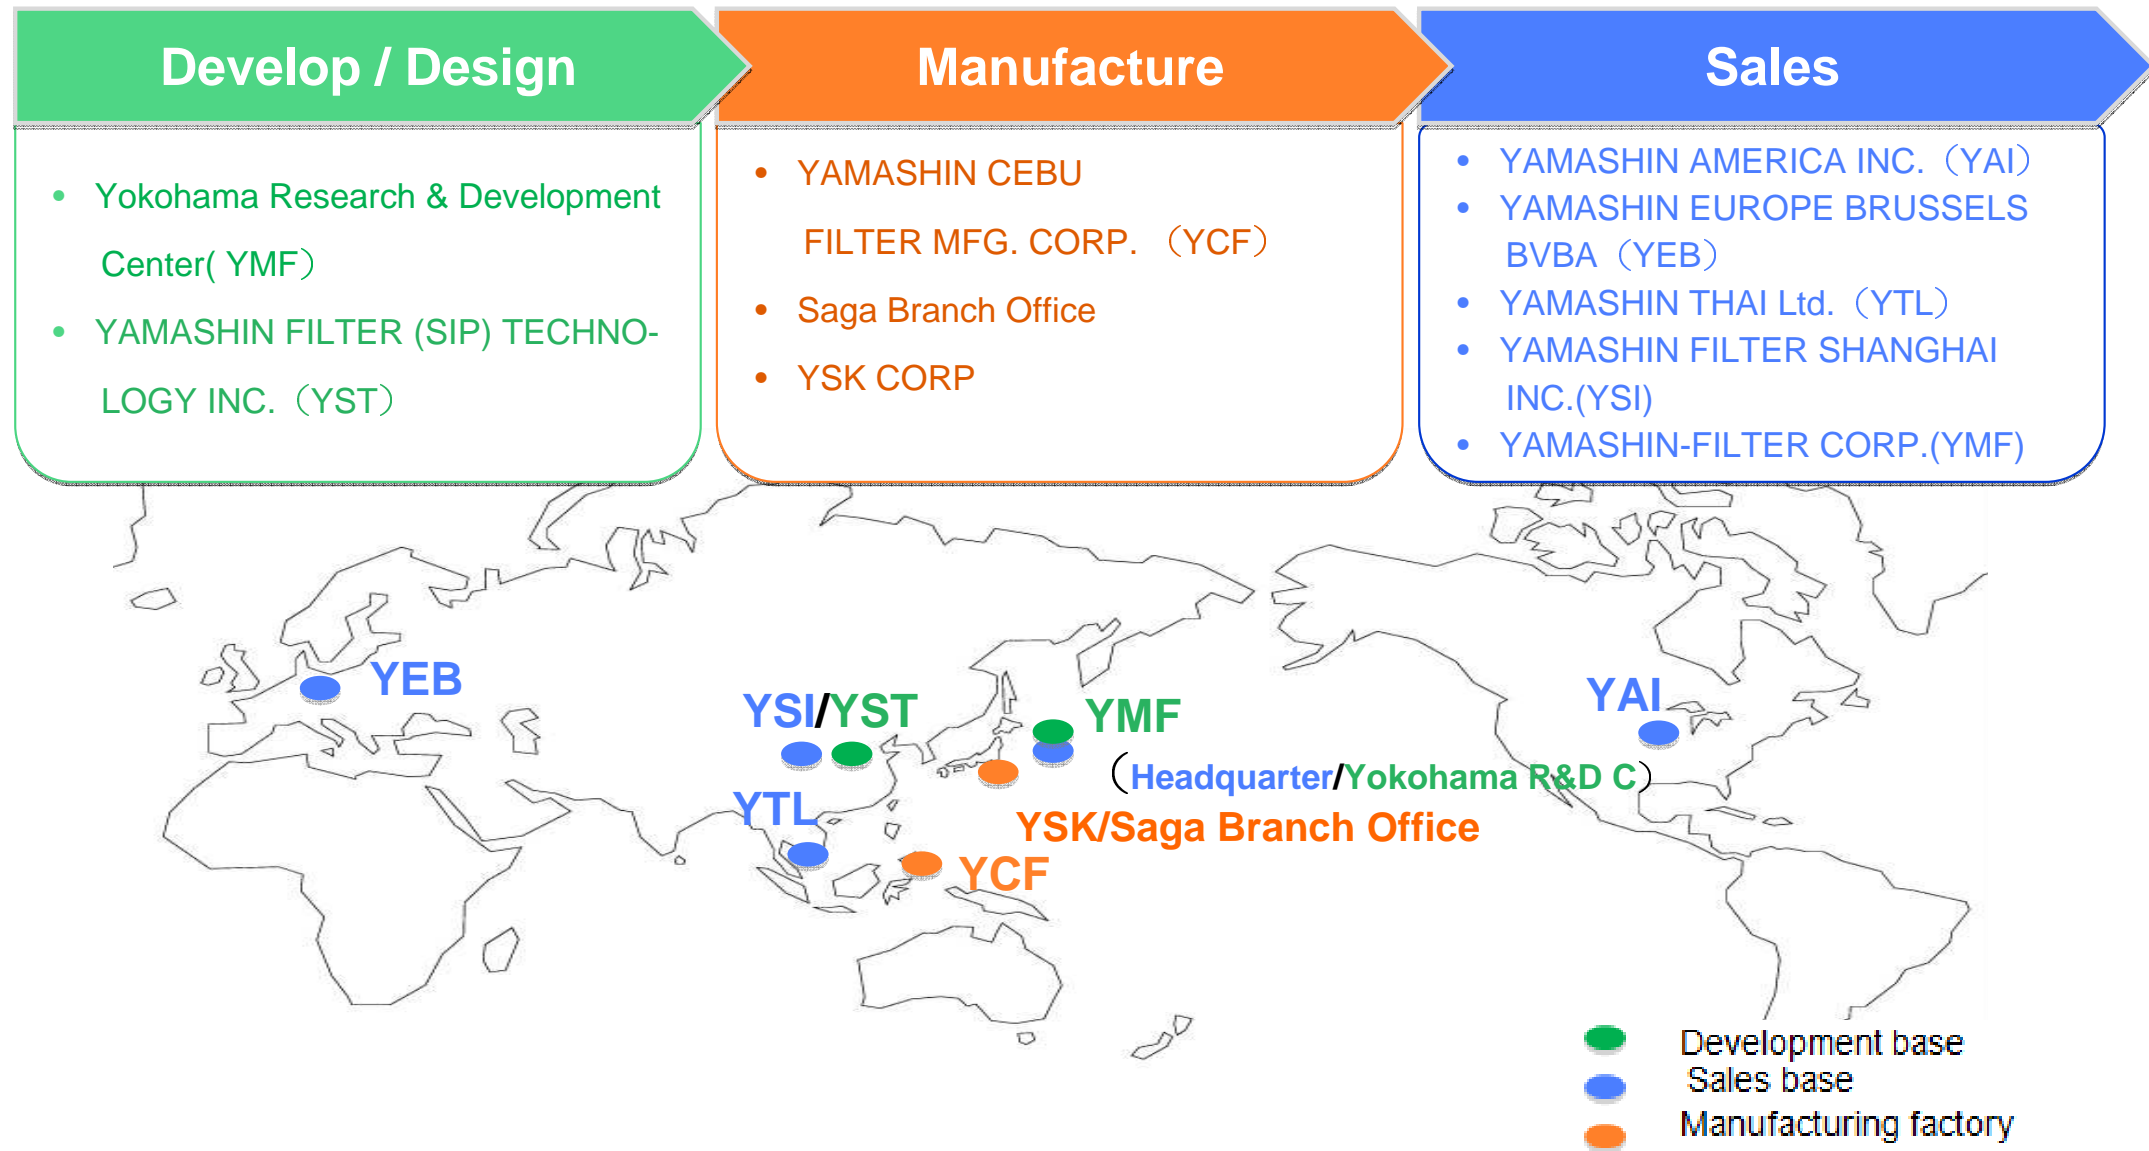 Develop / Design
• Yokohama Research & Development
Center( YMF）
• YAMASHIN FILTER (SIP) TECHNO-
LOGY INC.（YST）
Manufacture
• YAMASHIN CEBU
FILTER MFG. CORP. （YCF）
• Saga Branch Office
• YSK CORP
Sales
• YAMASHIN AMERICA INC.（YAI）
• YAMASHIN EUROPE BRUSSELS
BVBA（YEB）
• YAMASHIN THAI Ltd.（YTL）
• YAMASHIN FILTER SHANGHAI
INC.(YSI)
• YAMASHIN-FILTER CORP.(YMF)
YEB
YSI/YST
YMF
YAI
（Headquarter/Yokohama R&D C）
YTL
YSK/Saga Branch Office
YCF
Development base
Sales base
Manufacturing factory